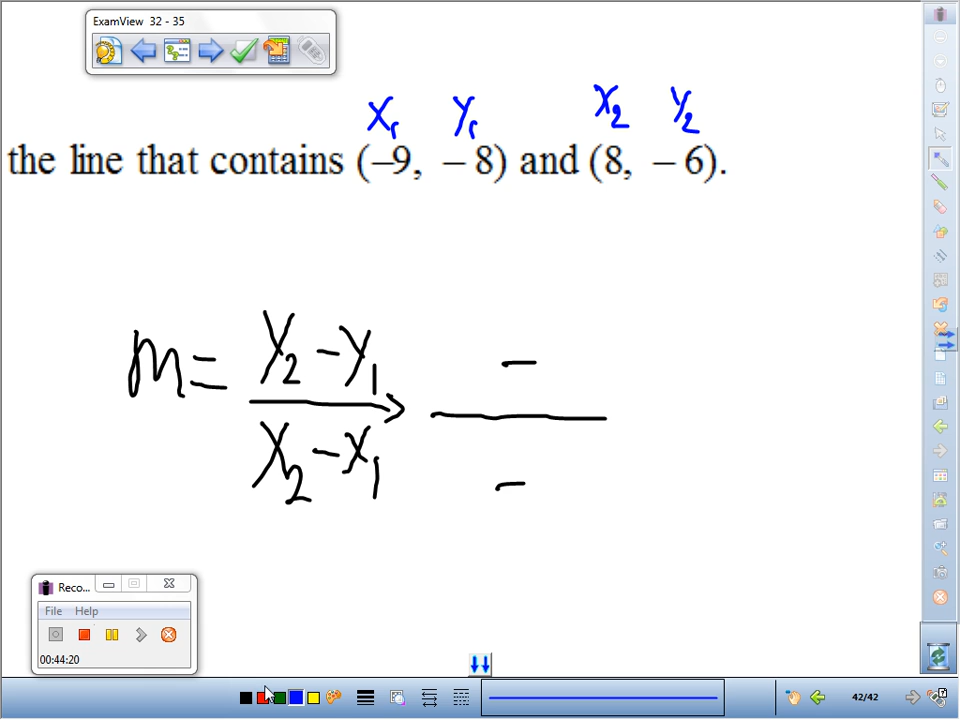 ExamView 32 - 35
x₁ y₁ x₂ y₂
the line that contains (−9, − 8) and (8, − 6).
m = y₂ − y₁ -
x₂ − x₁ -
Reco...
File Help
00:44:20
42/42